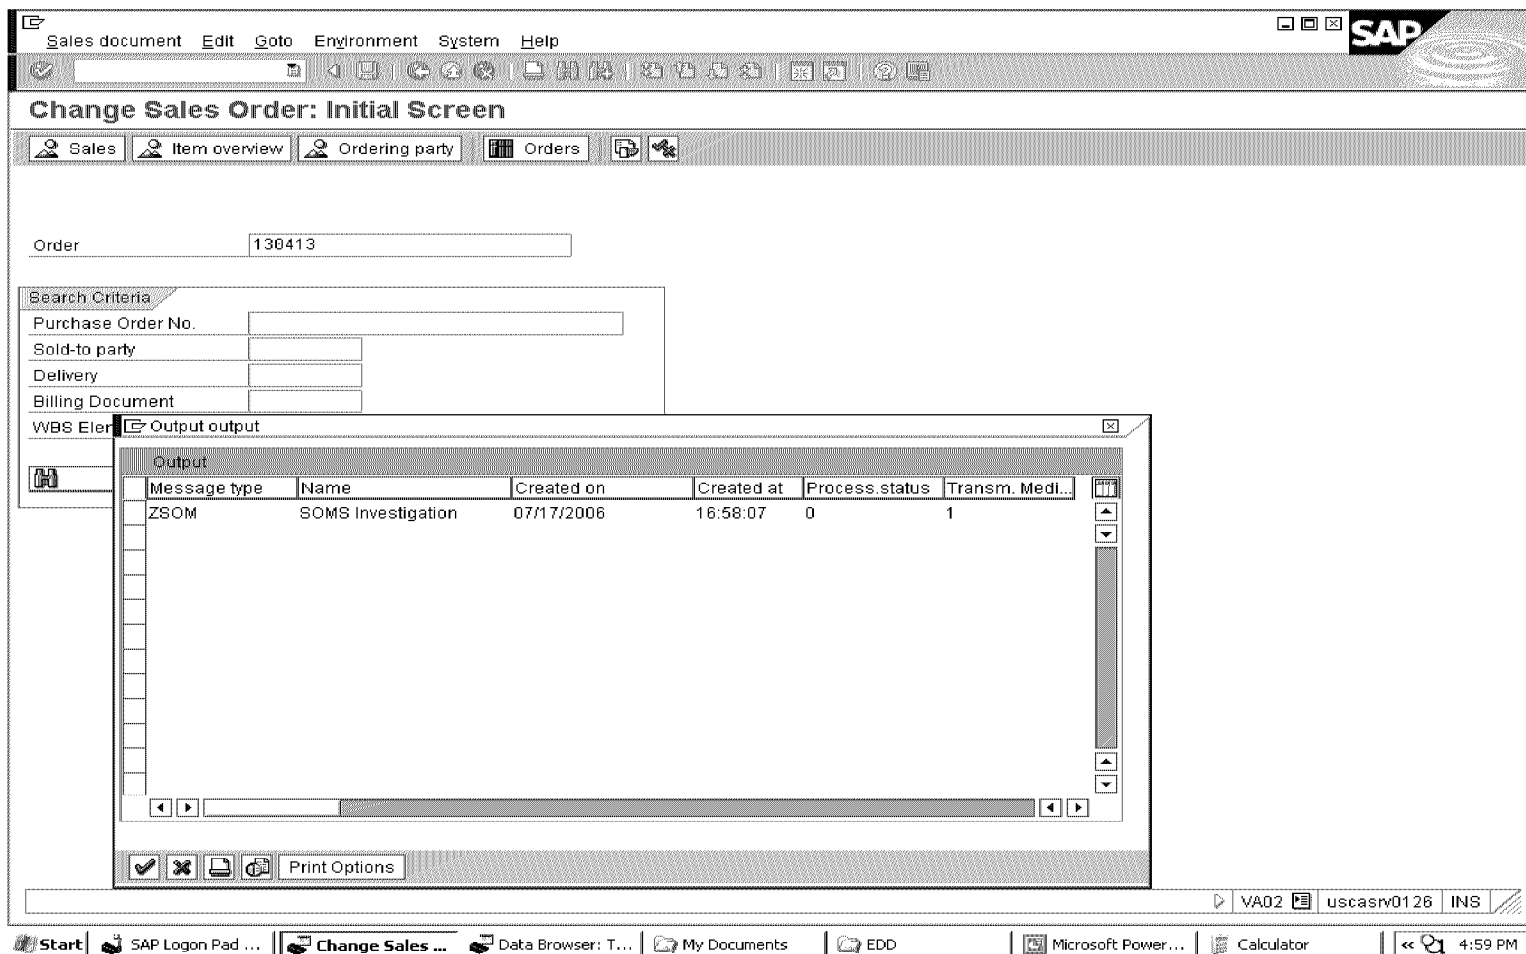 Sales document Edit Goto Environment System Help
SAP
Change Sales Order: Initial Screen
Sales Item overview Ordering party Orders
Order 130413
Search Criteria
Purchase Order No.
Sold-to party
Delivery
Billing Document
WBS Elen
Output output
Output
Message type Name Created on Created at Process.status Transm. Medi...
ZSOM SOMS Investigation 07/17/2006 16:58:07 0 1
Print Options
VA02 uscasrv0126 INS
Start SAP Logon Pad ... Change Sales ... Data Browser: T... My Documents EDD Microsoft Power... Calculator « 4:59 PM